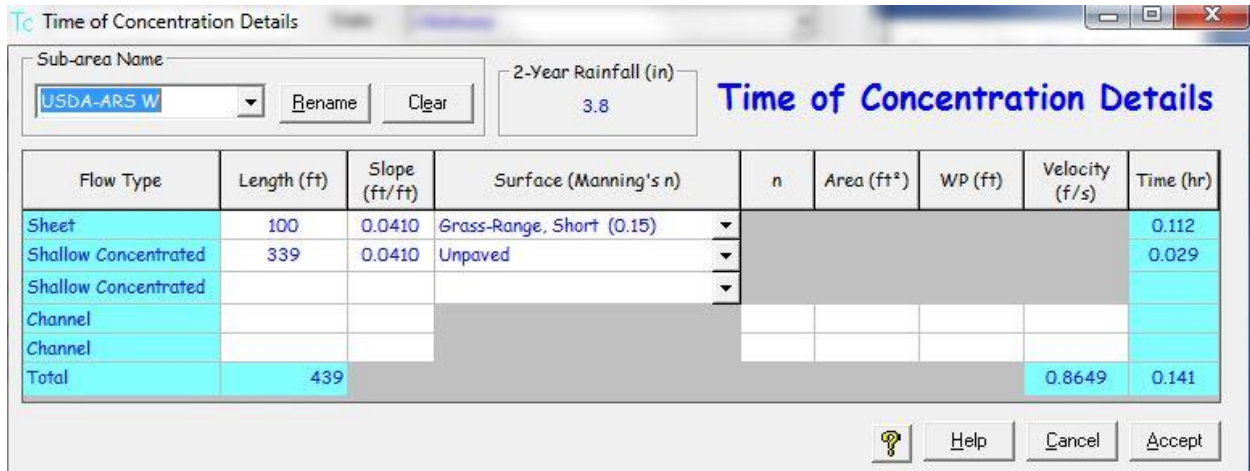 Tc Time of Concentration Details
Sub-area Name
2-Year Rainfall (in)
USDA-ARS W Rename Clear
3.8
Time of Concentration Details
Flow Type Length (ft) Slope (ft/ft) Surface (Manning's n) n Area (ft²) WP (ft) Velocity (f/s) Time (hr)
Sheet 100 0.0410 Grass-Range, Short (0.15) 0.112
Shallow Concentrated 339 0.0410 Unpaved 0.029
Shallow Concentrated
Channel
Channel
Total 439 0.8649 0.141
? Help Cancel Accept